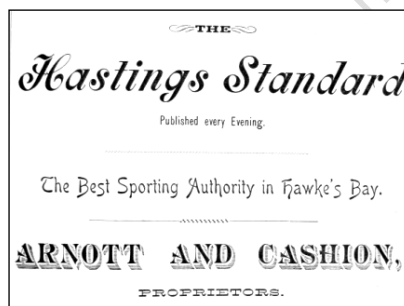 THE
Hastings Standard
Published every Evening.
The Best Sporting Authority in Hawke's Bay.
ARNOTT AND CASHION,
PROPRIETORS.